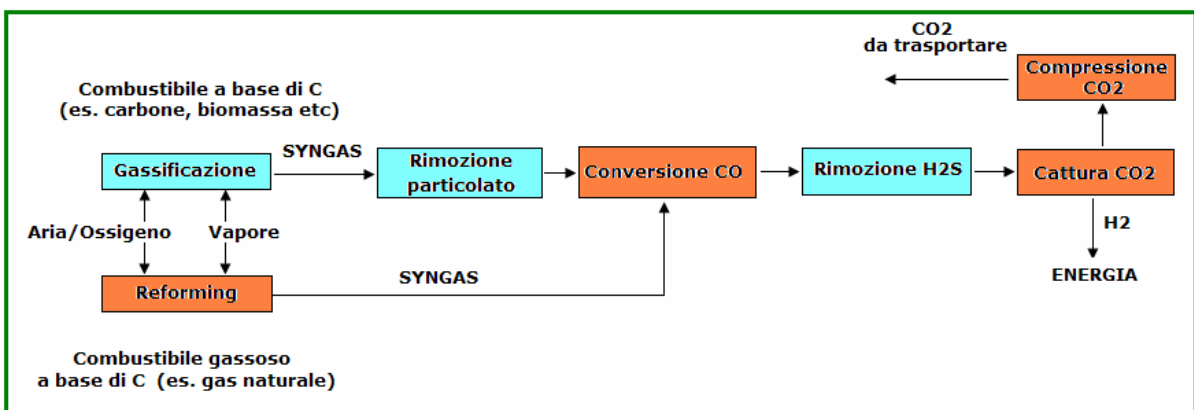 CO2
da trasportare
Compressione
CO2
Combustibile a base di C
(es. carbone, biomassa etc)
SYNGAS
Gassificazione
Rimozione
particolato
Conversione CO
Rimozione H2S
Cattura CO2
Aria/Ossigeno
Vapore
H2
SYNGAS
ENERGIA
Reforming
Combustibile gassoso
a base di C (es. gas naturale)